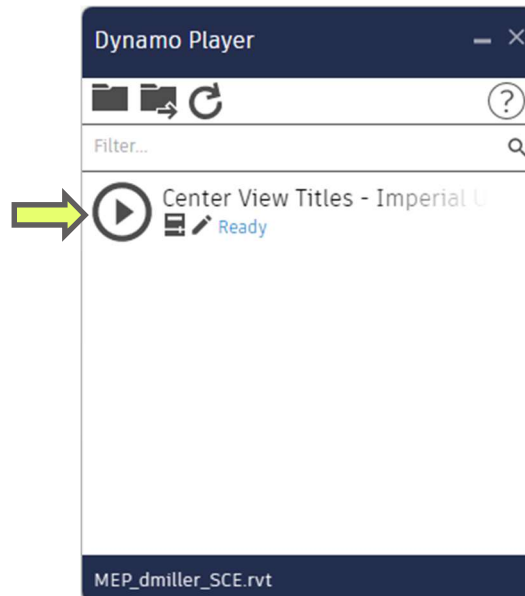 Dynamo Player
Filter...
Center View Titles - Imperial
Ready
MEP_dmiller_SCE.rvt